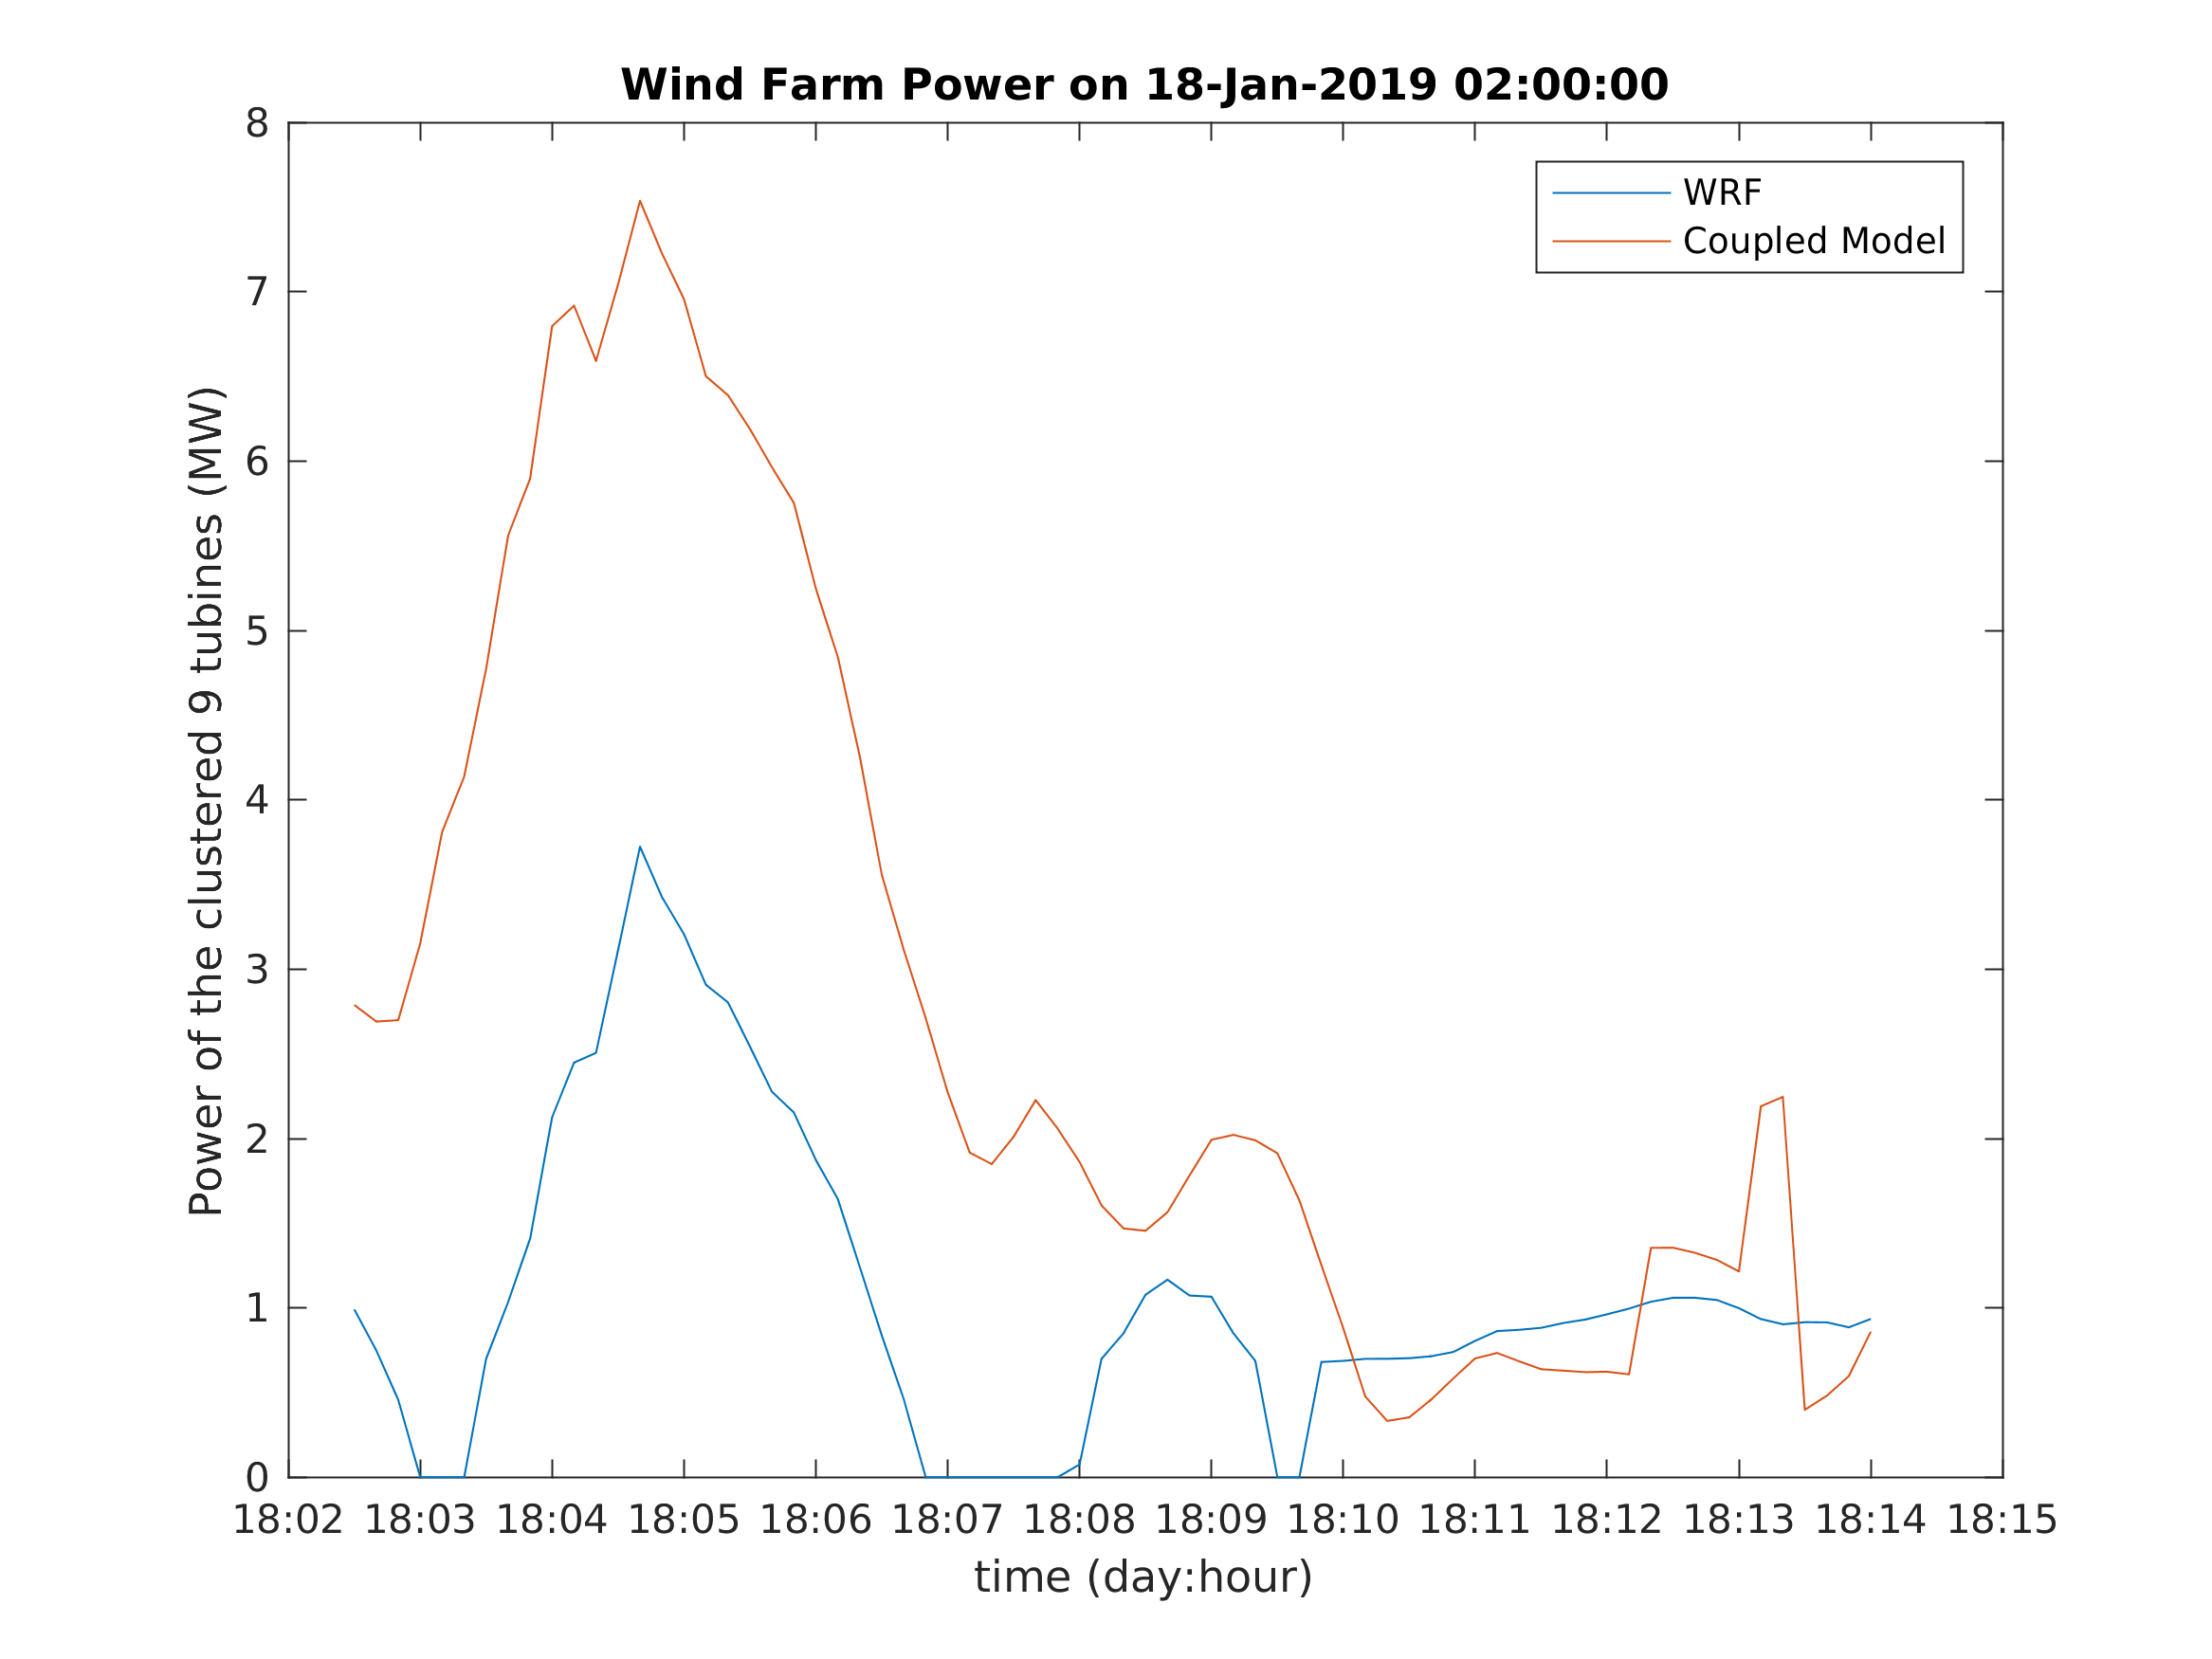 Wind Farm Power on 18-Jan-2019 02:00:00
WRF
Coupled Model
Power of the clustered 9 tubines (MW)
8
7
6
5
4
3
2
1
0
18:02 18:03 18:04 18:05 18:06 18:07 18:08 18:09 18:10 18:11 18:12 18:13 18:14 18:15
time (day:hour)